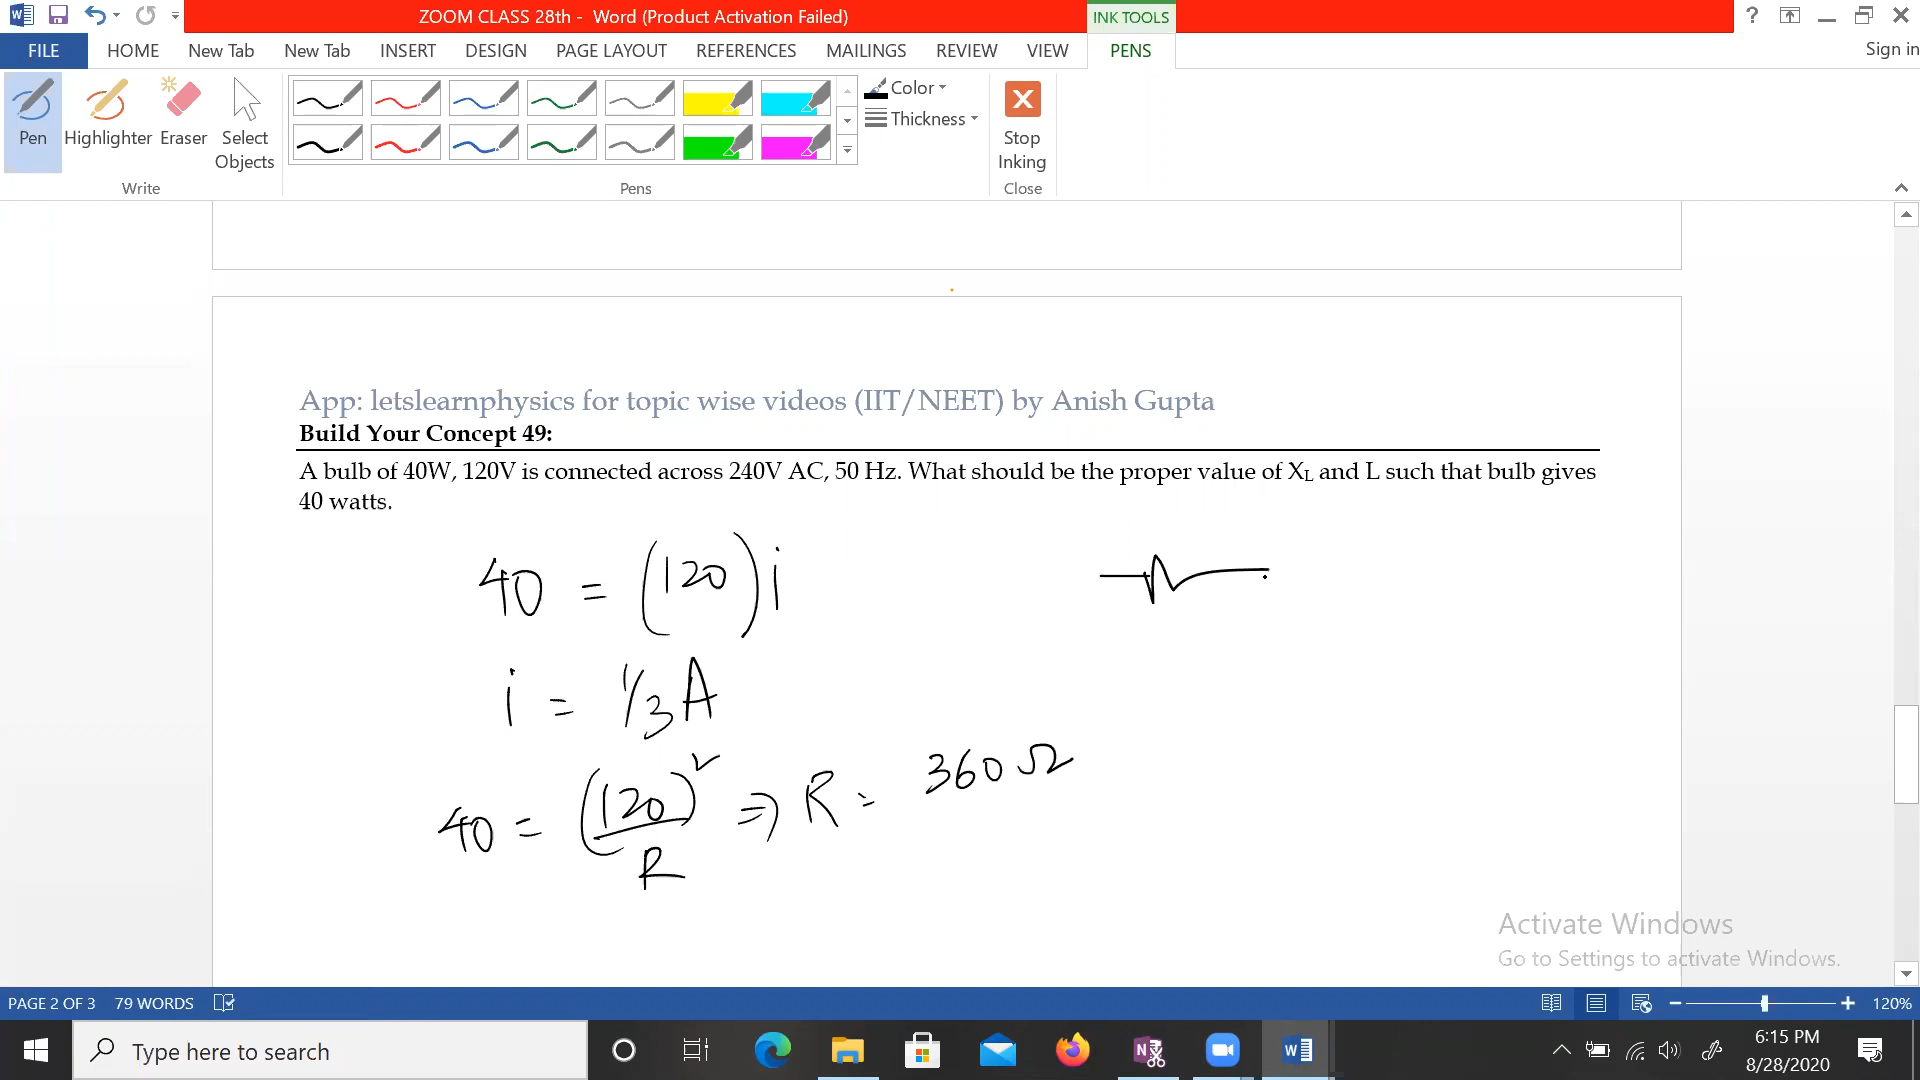 ZOOM CLASS 28th - Word (Product Activation Failed)
INK TOOLS
FILE HOME New Tab New Tab INSERT DESIGN PAGE LAYOUT REFERENCES MAILINGS REVIEW VIEW PENS Sign in
Pen Highlighter Eraser Select Objects
Color
Thickness
Stop Inking
Write Pens Close
App: letslearnphysics for topic wise videos (IIT/NEET) by Anish Gupta
Build Your Concept 49:
A bulb of 40W, 120V is connected across 240V AC, 50 Hz. What should be the proper value of XL and L such that bulb gives
40 watts.
40 = (120) i
i = 1/3 A
40 = (120)²/R ⇒ R = 360 Ω
Activate Windows
Go to Settings to activate Windows.
PAGE 2 OF 3 79 WORDS 120%
Type here to search
6:15 PM
8/28/2020